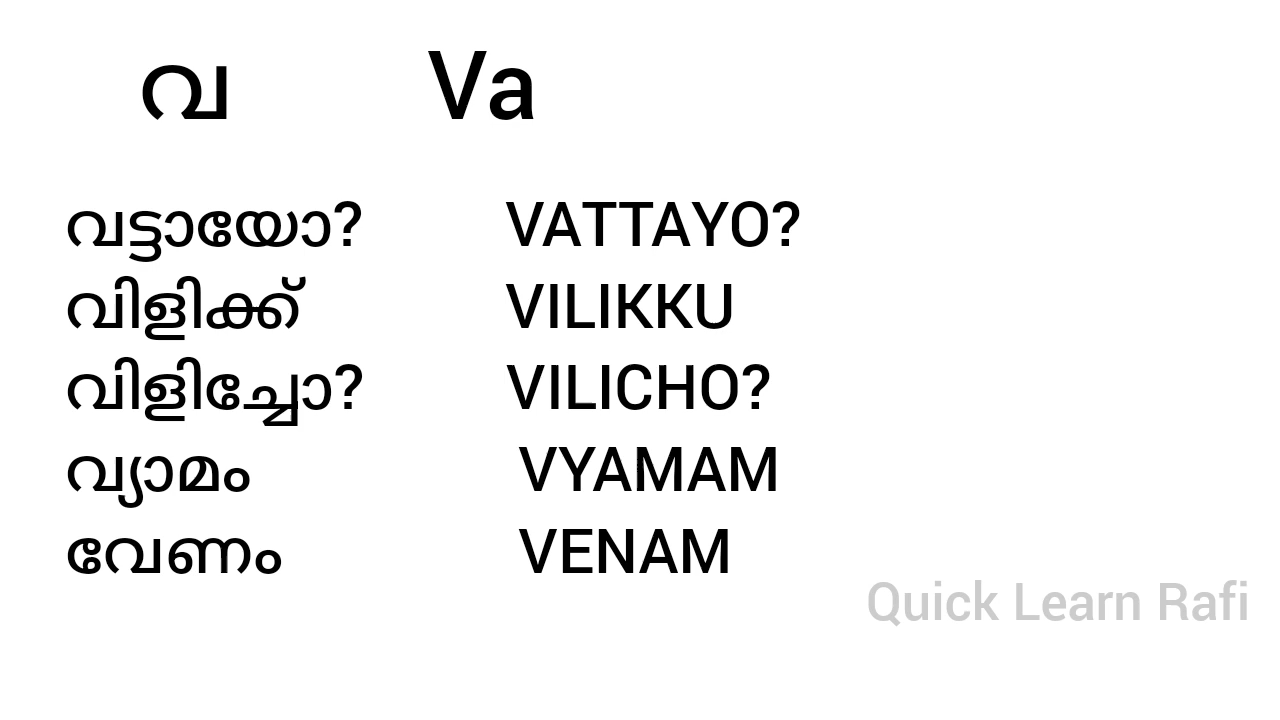 വ Va
വട്ടായോ? VATTAYO?
വിളിക്ക് VILIKKU
വിളിച്ചോ? VILICHO?
വ്യാമം VYAMAM
വേണം VENAM
Quick Learn Rafi